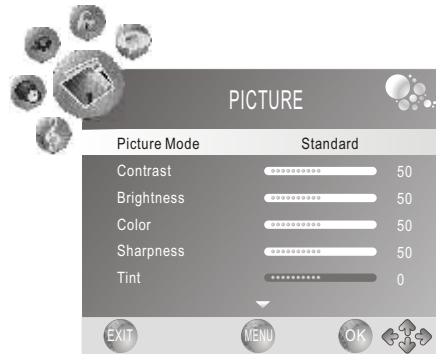 PICTURE
Picture Mode Standard
Contrast 50
Brightness 50
Color 50
Sharpness 50
Tint 0
EXIT MENU OK